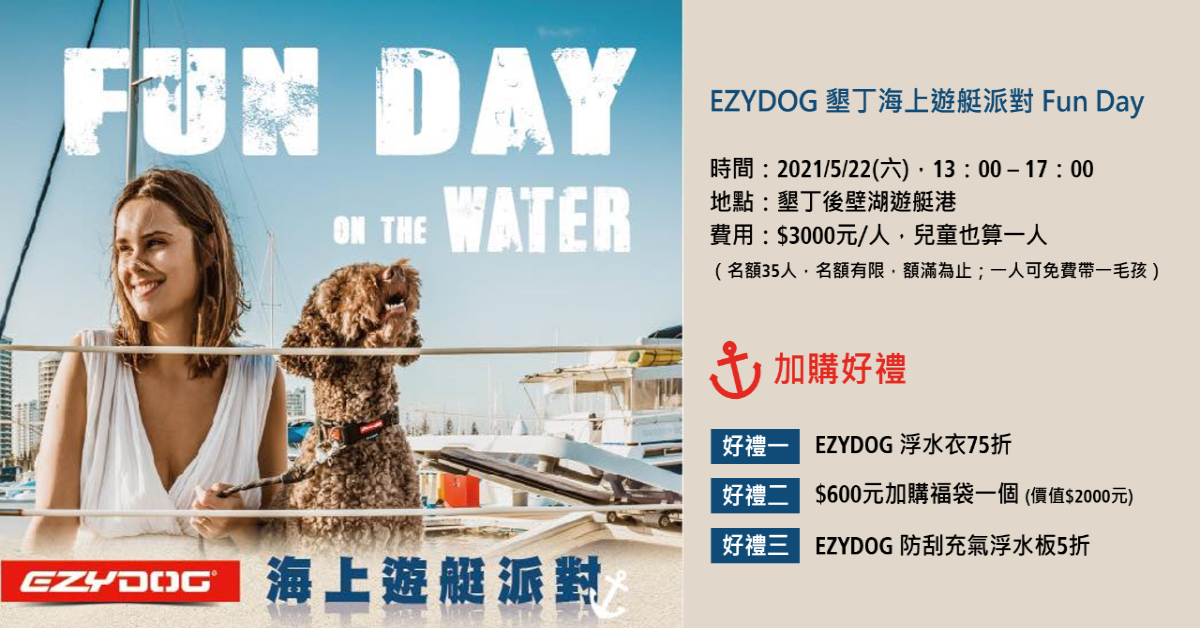 FUN DAY
ON THE WATER
EZYDOG
海上遊艇派對
EZYDOG 墾丁海上遊艇派對 Fun Day
時間：2021/5/22(六)，13：00 – 17：00
地點：墾丁後壁湖遊艇港
費用：$3000元/人，兒童也算一人
（名額35人，名額有限，額滿為止；一人可免費帶一毛孩）
加購好禮
好禮一 EZYDOG 浮水衣75折
好禮二 $600元加購福袋一個 (價值$2000元)
好禮三 EZYDOG 防刮充氣浮水板5折